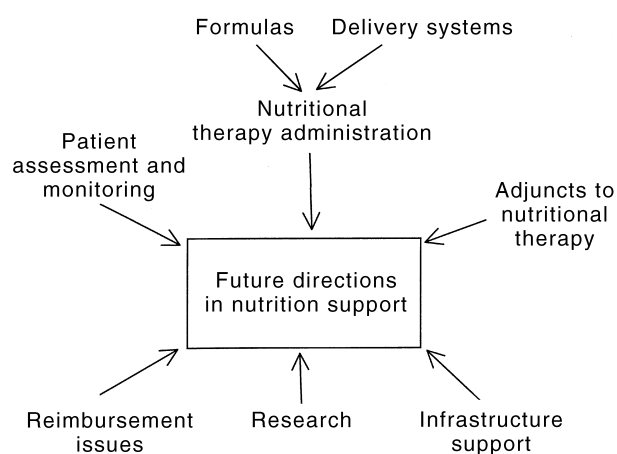 Formulas
Delivery systems
Nutritional
therapy administration
Patient
assessment and
monitoring
Adjuncts to
nutritional
therapy
Future directions
in nutrition support
Reimbursement
issues
Research
Infrastructure
support